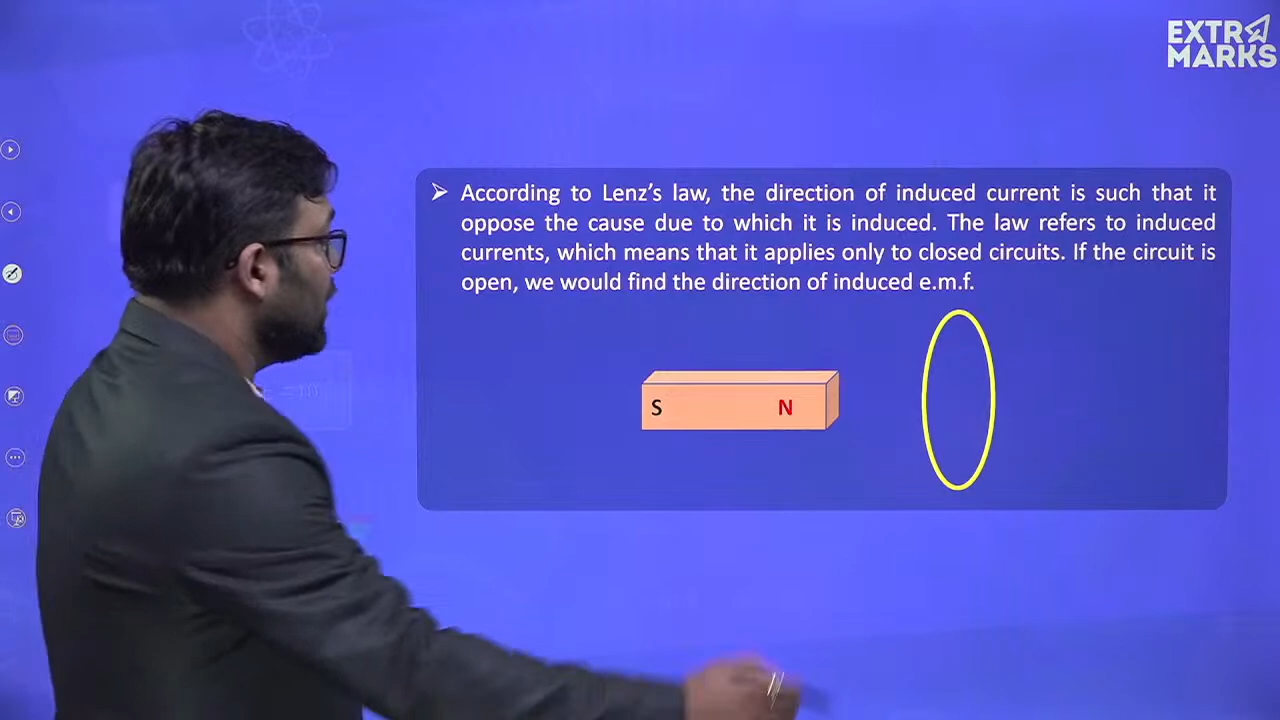 EXTRA
MARKS
➢ According to Lenz’s law, the direction of induced current is such that it
oppose the cause due to which it is induced. The law refers to induced
currents, which means that it applies only to closed circuits. If the circuit is
open, we would find the direction of induced e.m.f.
S N